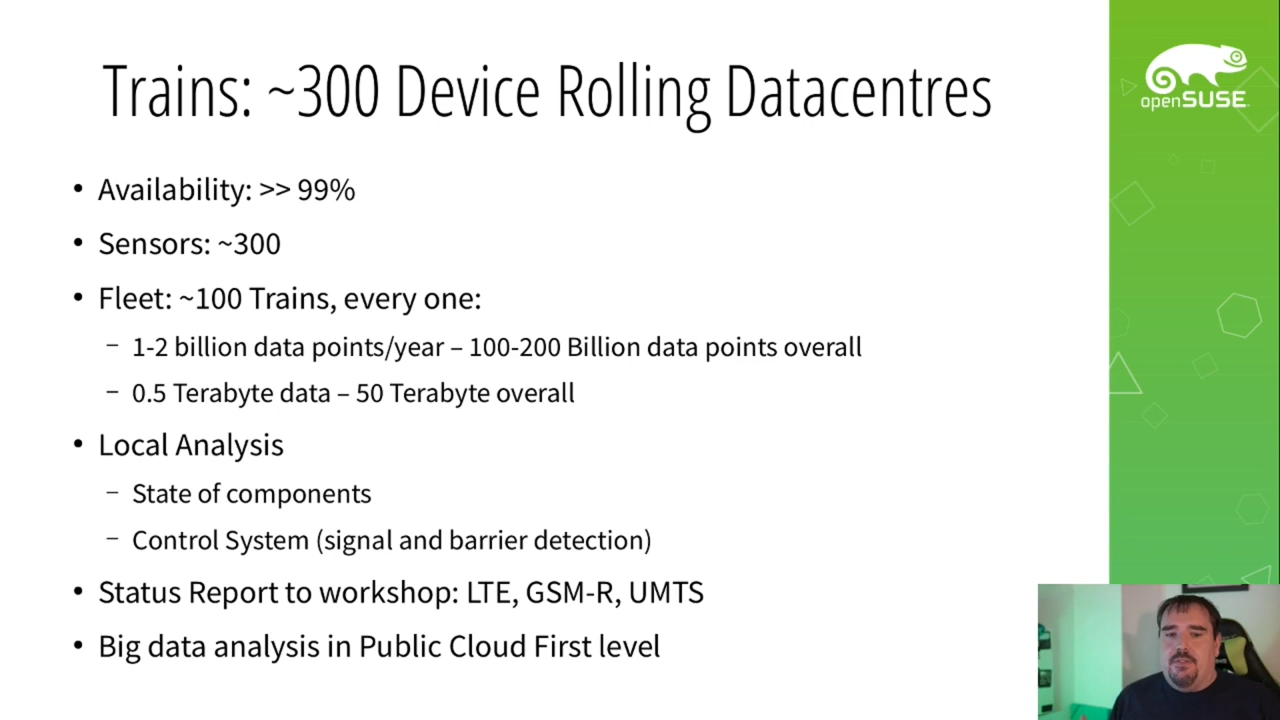 Trains: ~300 Device Rolling Datacentres
openSUSE
• Availability: >> 99%
• Sensors: ~300
• Fleet: ~100 Trains, every one:
– 1-2 billion data points/year – 100-200 Billion data points overall
– 0.5 Terabyte data – 50 Terabyte overall
• Local Analysis
– State of components
– Control System (signal and barrier detection)
• Status Report to workshop: LTE, GSM-R, UMTS
• Big data analysis in Public Cloud First level